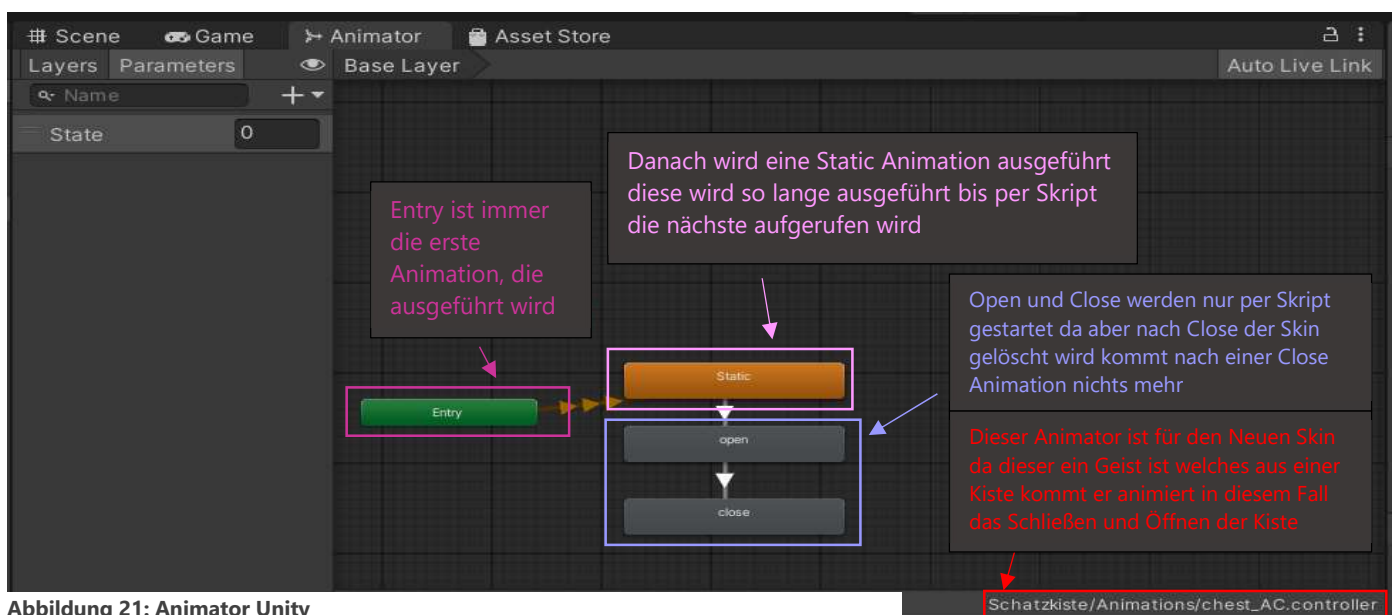 Scene Game Animator Asset Store
Layers Parameters Base Layer Auto Live Link
Name
State 0
Danach wird eine Static Animation ausgeführt
diese wird so lange ausgeführt bis per Skript
die nächste aufgerufen wird
Entry ist immer
die erste
Animation, die
ausgeführt wird
Open und Close werden nur per Skript
gestartet da aber nach Close der Skin
gelöscht wird kommt nach einer Close
Animation nichts mehr
Static
Entry
open
close
Dieser Animator ist für den Neuen Skin
da dieser ein Geist ist welches aus einer
Kiste kommt er animiert in diesem Fall
das Schließen und Öffnen der Kiste
Schatzkiste/Animations/chest_AC.controller
Abbildung 21: Animator Unity